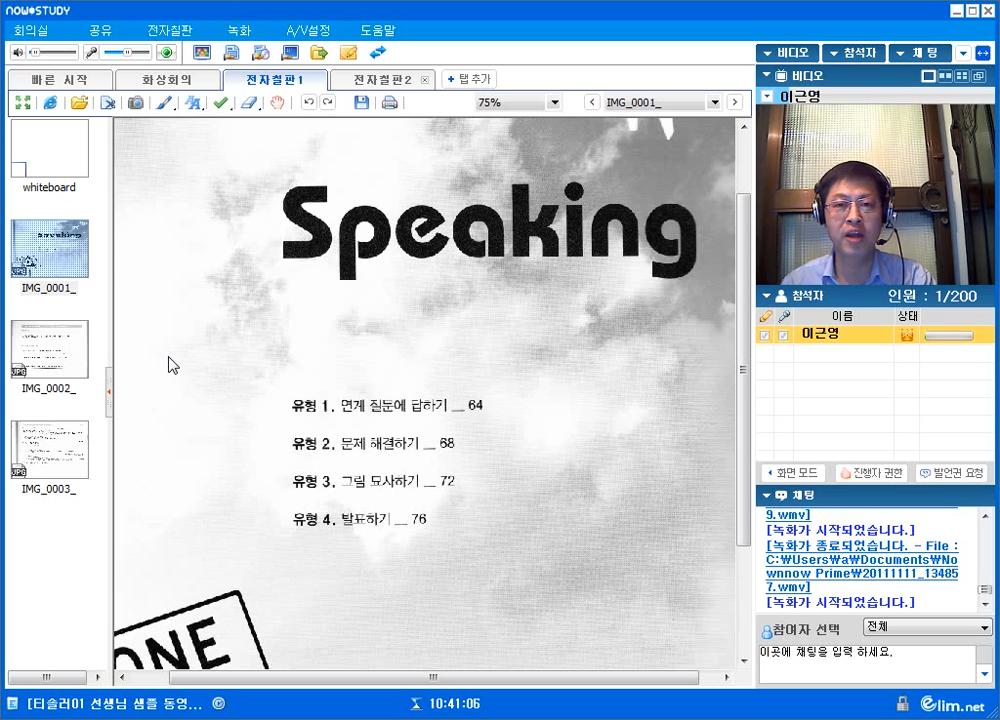 NOW STUDY
회의실 공유 전자칠판 녹화 A/V설정 도움말
비디오 참석자 채팅
빠른 시작 화상회의 전자칠판1 전자칠판2 + 탭추가
75% IMG_0001_
whiteboard
JPG
IMG_0001_
JPG
IMG_0002_
JPG
IMG_0003_
Speaking
유형 1. 연계 질문에 답하기 __ 64
유형 2. 문제 해결하기 __ 68
유형 3. 그림 묘사하기 __ 72
유형 4. 발표하기 __ 76
ONE
비디오
이근영
참석자 인원 : 1/200
이름 상태
이근영
화면 모드 진행자 권한 발언권 요청
채팅
9.wmv]
[녹화가 시작되었습니다.]
[녹화가 종료되었습니다. - File :
C:₩Users₩a₩Documents₩No
wnnow Prime₩20111111_13485
7.wmv]
[녹화가 시작되었습니다.]
참여자 선택 전체
이곳에 채팅을 입력 하세요.
[티솔러01 선생님 샘플 동영... 10:41:06 elim.net